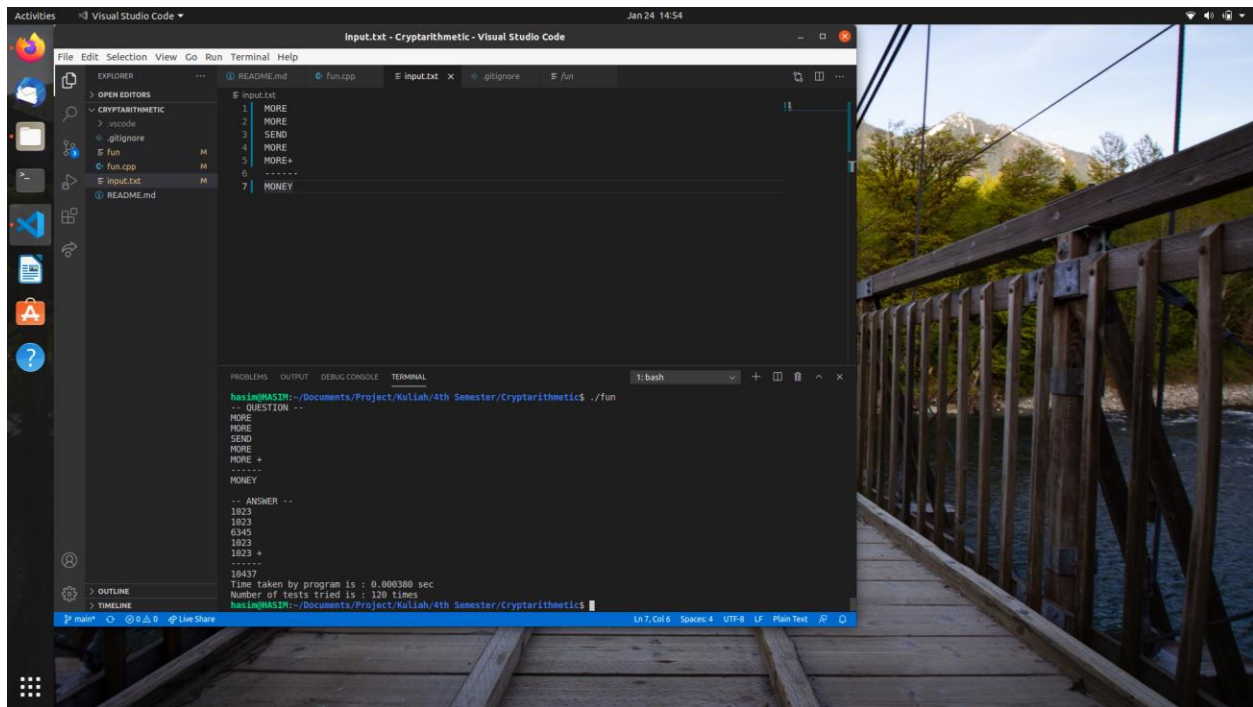 Activities Visual Studio Code Jan 24 14:54
input.txt - Cryptarithmetic - Visual Studio Code
File Edit Selection View Go Run Terminal Help
EXPLORER
OPEN EDITORS
CRYPTARITHMETIC
.vscode
.gitignore
fun M
fun.cpp M
input.txt M
README.md
OUTLINE
TIMELINE
README.md fun.cpp input.txt .gitignore fun
input.txt
1 MORE
2 MORE
3 SEND
4 MORE
5 MORE+
6 ------
7 MONEY
PROBLEMS OUTPUT DEBUG CONSOLE TERMINAL 1: bash
hasim@HASIM:~/Documents/Project/Kuliah/4th Semester/Cryptarithmetic$ ./fun
-- QUESTION --
MORE
MORE
SEND
MORE
MORE +
------
MONEY
-- ANSWER --
1023
1023
6345
1023
1023 +
------
10437
Time taken by program is : 0.000380 sec
Number of tests tried is : 120 times
hasim@HASIM:~/Documents/Project/Kuliah/4th Semester/Cryptarithmetic$
main* 0 0 Live Share Ln 7, Col 6 Spaces: 4 UTF-8 LF Plain Text